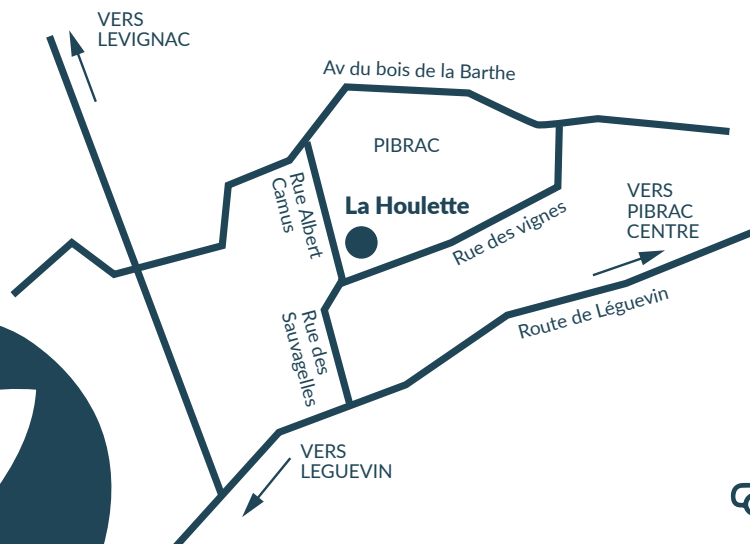 VERS
LEVIGNAC
Av du bois de la Barthe
PIBRAC
Rue Albert
Camus
La Houlette
VERS
PIBRAC
CENTRE
Rue des vignes
Route de Léguevin
Rue des
Sauvagelles
VERS
LEGUEVIN